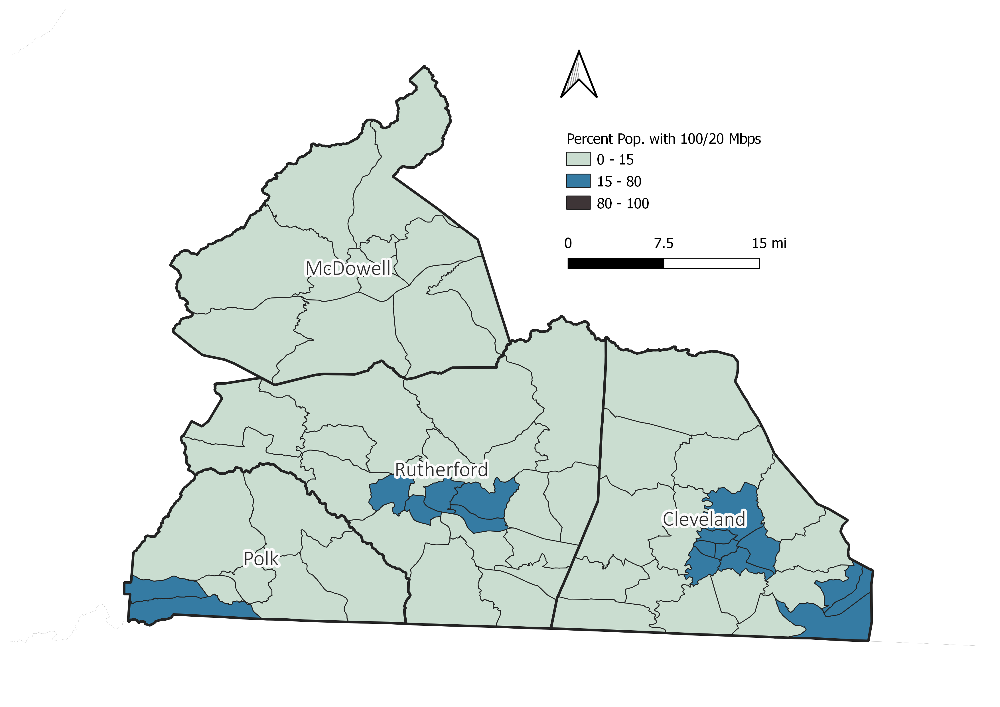 Percent Pop. with 100/20 Mbps
0 - 15
15 - 80
80 - 100
0 7.5 15 mi
McDowell
Rutherford
Cleveland
Polk